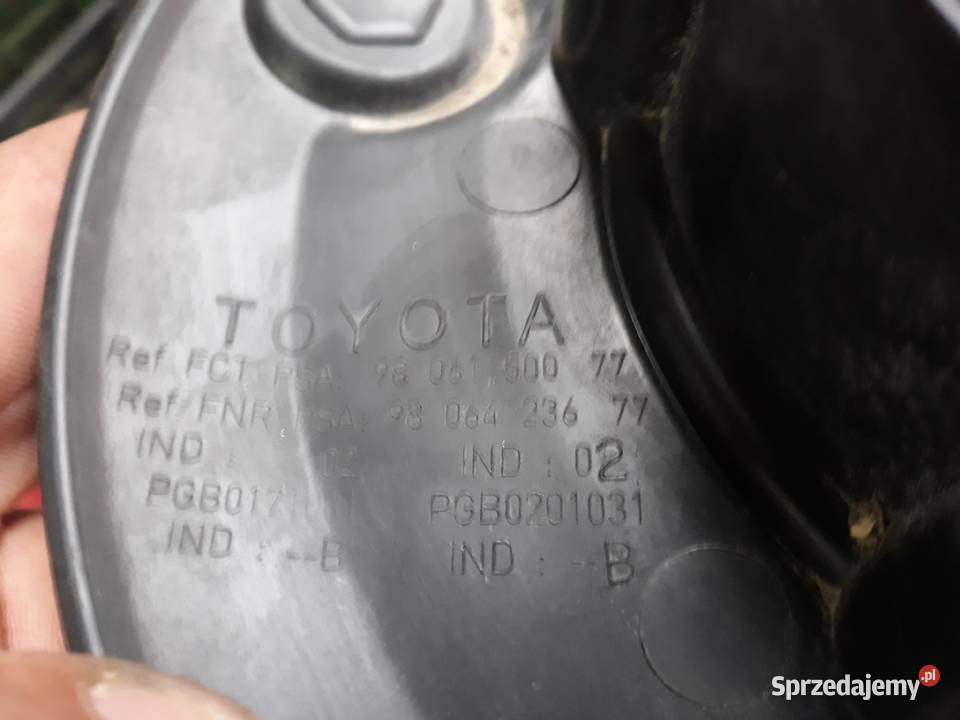 TOYOTA
Ref FCT PSA: 98 061 500 77
Ref/FNR PSA: 98 064 236 77
IND : 02 IND : 02
PGB0201031
IND : --B IND : --B
Sprzedajemy.pl